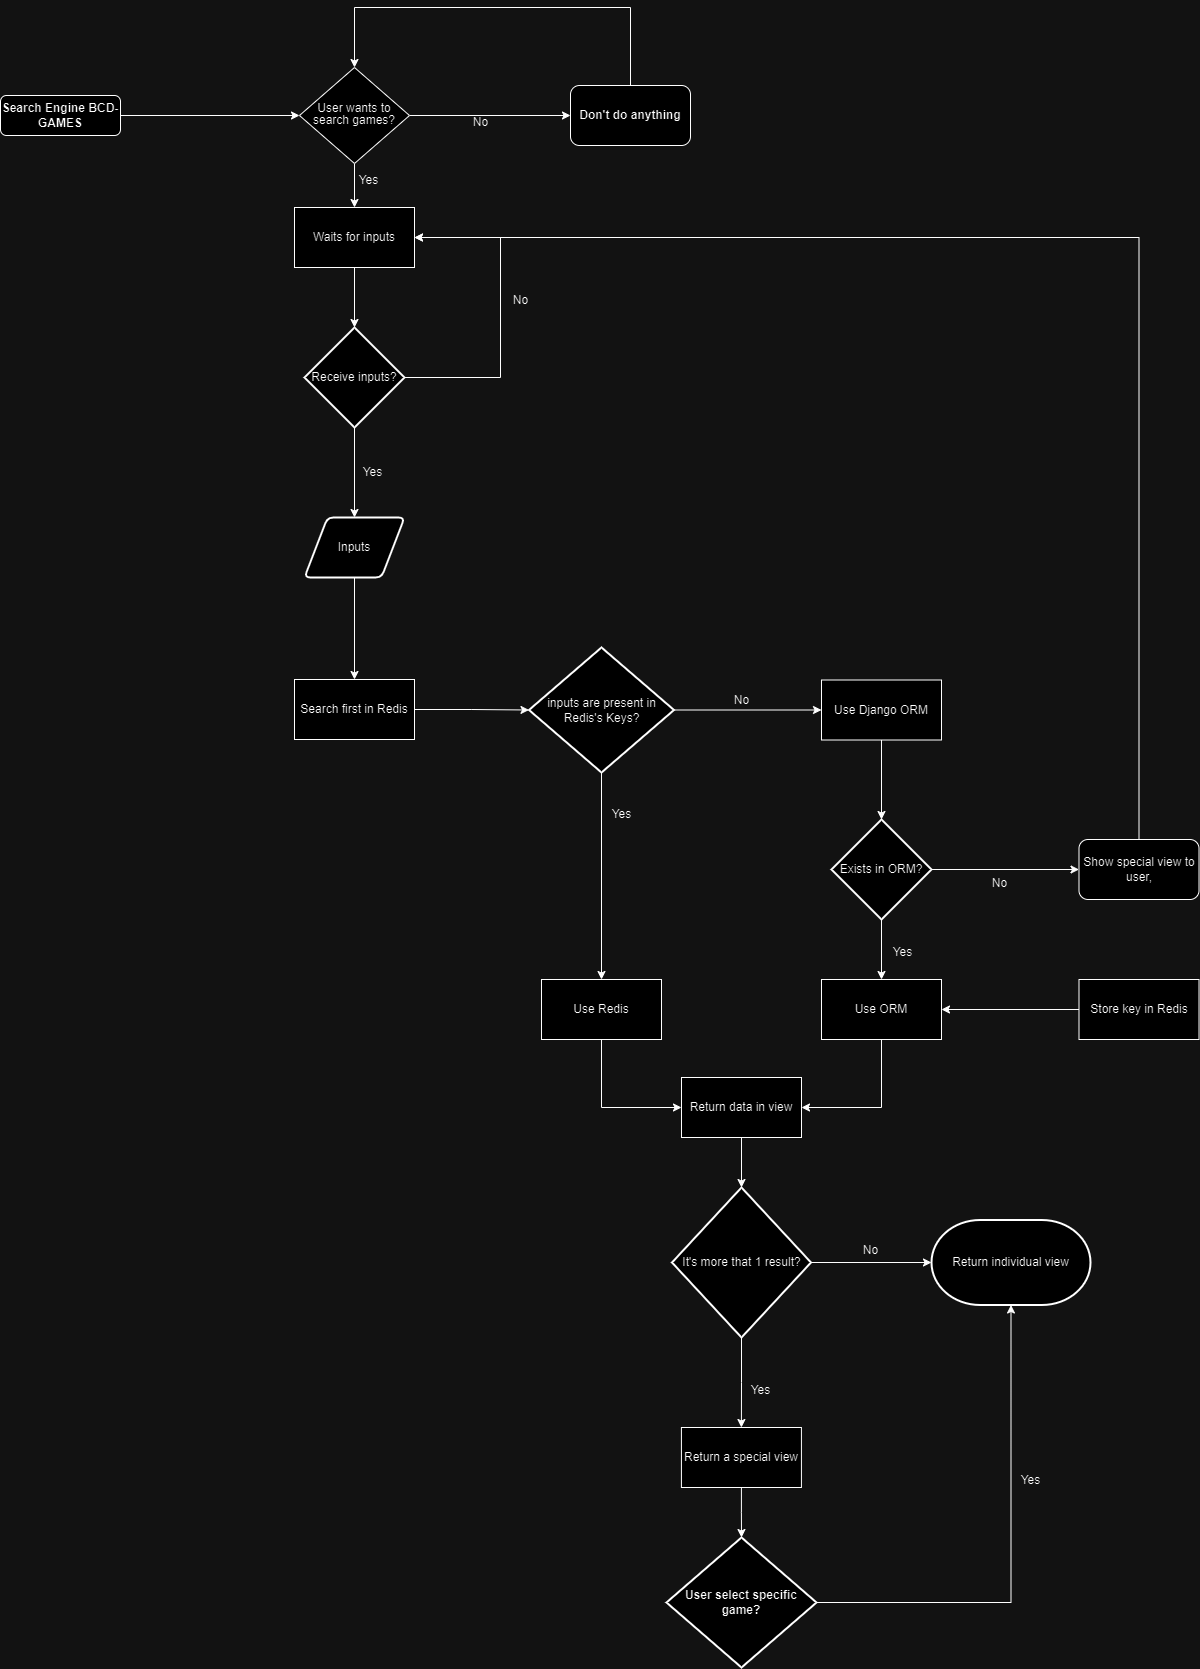 Search Engine BCD-
GAMES
User wants to
search games?
No
Don't do anything
Yes
Waits for inputs
No
Receive inputs?
Yes
Inputs
Search first in Redis
inputs are present in
Redis's Keys?
No
Use Django ORM
Yes
Exists in ORM?
No
Show special view to
user,
Yes
Use Redis
Use ORM
Store key in Redis
Return data in view
It's more that 1 result?
No
Return individual view
Yes
Return a special view
Yes
User select specific
game?